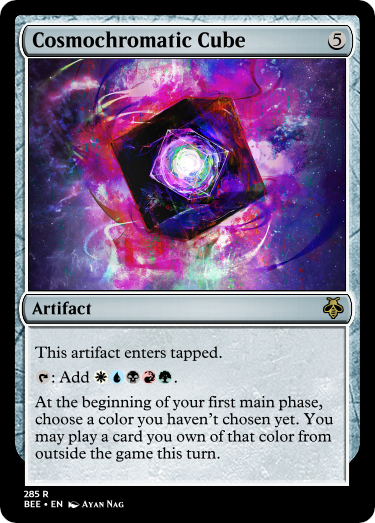 Cosmochromatic Cube 5
Artifact
This artifact enters tapped.
: Add .
At the beginning of your first main phase,
choose a color you haven't chosen yet. You
may play a card you own of that color from
outside the game this turn.
285 R
BEE • EN Ayan Nag